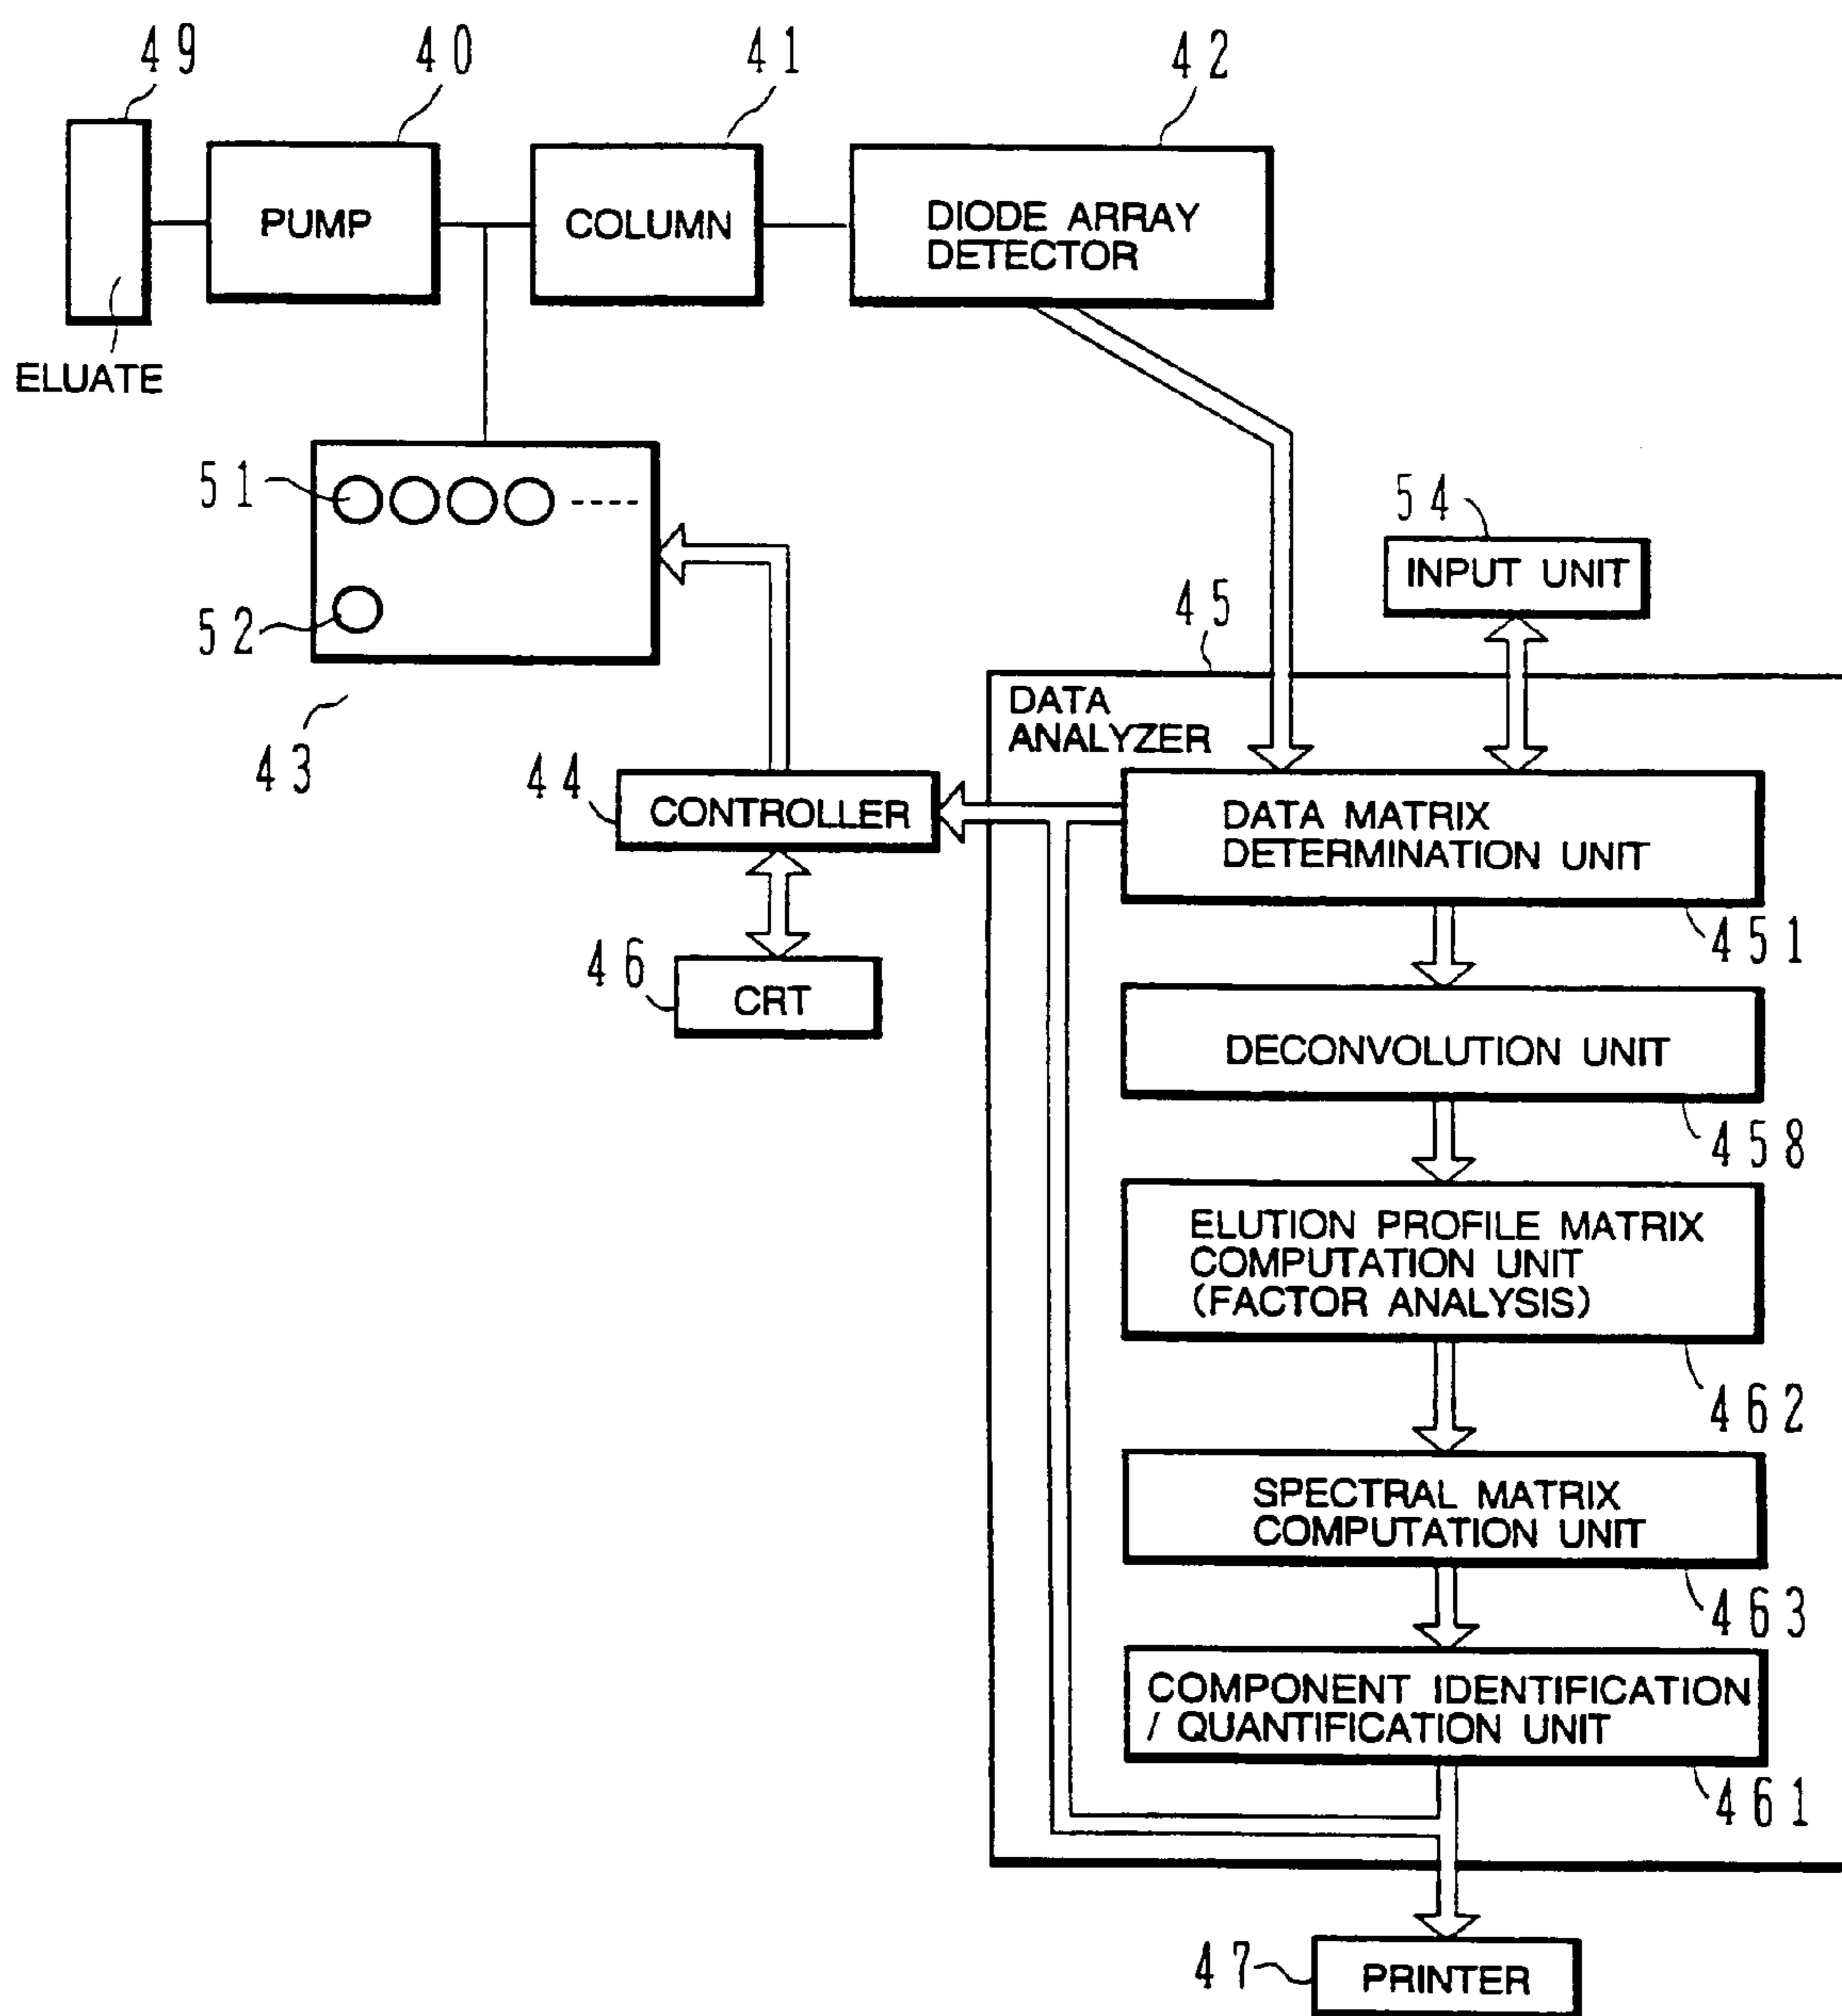 49
40
41
42
PUMP
COLUMN
DIODE ARRAY
DETECTOR
ELUATE
51
52
43
54
INPUT UNIT
45
DATA
ANALYZER
44
CONTROLLER
DATA MATRIX
DETERMINATION UNIT
451
46
CRT
DECONVOLUTION UNIT
458
ELUTION PROFILE MATRIX
COMPUTATION UNIT
(FACTOR ANALYSIS)
462
SPECTRAL MATRIX
COMPUTATION UNIT
463
COMPONENT IDENTIFICATION
/ QUANTIFICATION UNIT
461
47
PRINTER